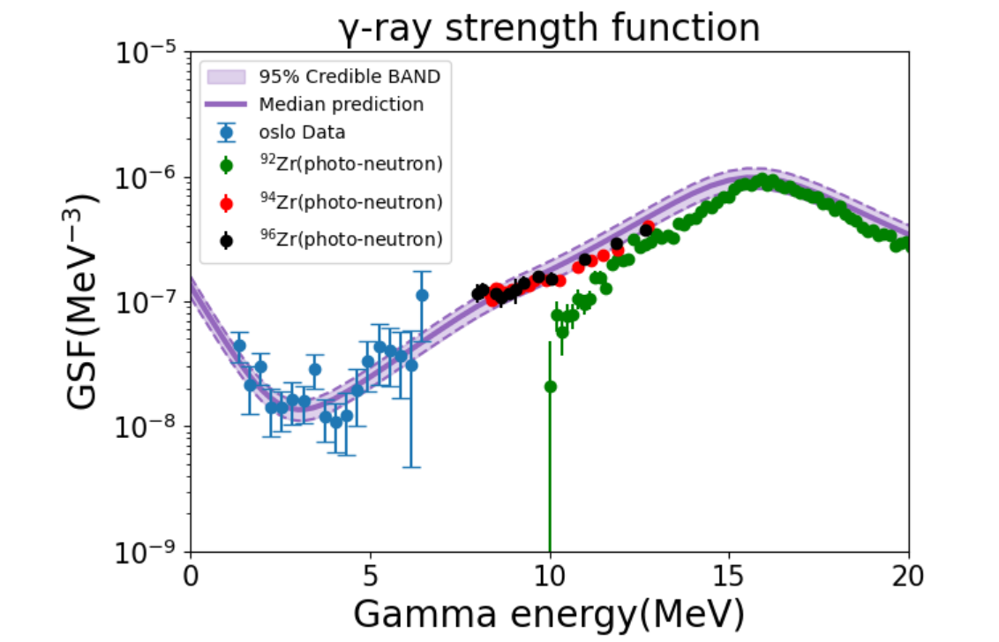 γ-ray strength function
10⁻⁵
10⁻⁶
10⁻⁷
10⁻⁸
10⁻⁹
GSF(MeV⁻³)
95% Credible BAND
Median prediction
oslo Data
⁹²Zr(photo-neutron)
⁹⁴Zr(photo-neutron)
⁹⁶Zr(photo-neutron)
0 5 10 15 20
Gamma energy(MeV)